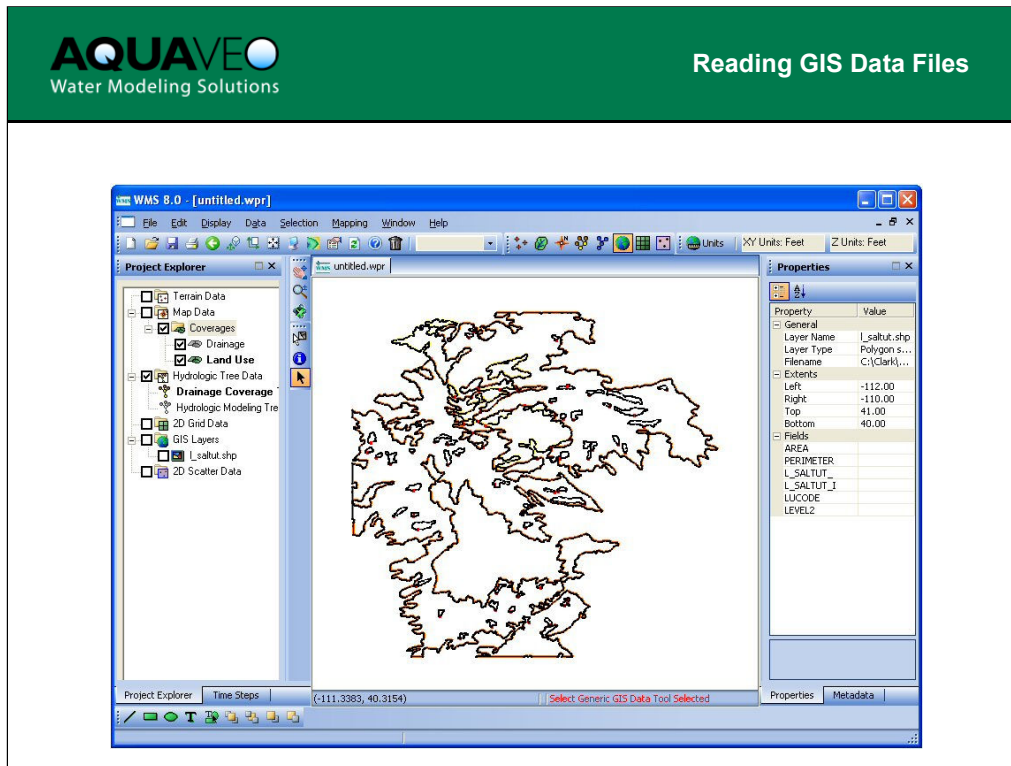 AQUAVEO
Water Modeling Solutions
Reading GIS Data Files
WMS 8.0 - [untitled.wpr]
File Edit Display Data Selection Mapping Window Help
Units XY Units: Feet Z Units: Feet
Project Explorer
Terrain Data
Map Data
Coverages
Drainage
Land Use
Hydrologic Tree Data
Drainage Coverage
Hydrologic Modeling Tre
2D Grid Data
GIS Layers
l_saltut.shp
2D Scatter Data
Project Explorer Time Steps
untitled.wpr
(-111.3383, 40.3154) Select Generic GIS Data Tool Selected
Properties
Property Value
General
Layer Name l_saltut.shp
Layer Type Polygon s...
Filename C:\Clark\,...
Extents
Left -112.00
Right -110.00
Top 41.00
Bottom 40.00
Fields
AREA
PERIMETER
L_SALTUT_
L_SALTUT_I
LUCODE
LEVEL2
Properties Metadata
T